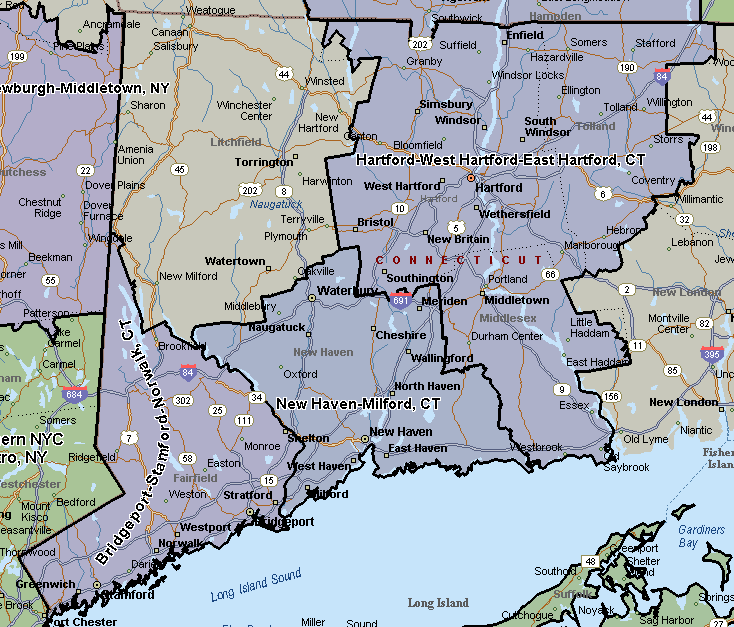 Weatogue
Southwick
Hampden
Ancramdale
Canaan
Salisbury
202
Suffield
Enfield
Somers
Stafford
Pine Plains
199
44
Granby
Hazardville
190
84
Winsted
Windsor Locks
Newburgh-Middletown, NY
Sharon
Winchester
Center
Simsbury
Windsor
Ellington
Tolland
Willington
New
Hartford
South
Windsor
Tolland
44
Litchfield
Canton
Bloomfield
Storrs
198
Amenia
Union
Torrington
Hartford-West Hartford-East Hartford, CT
Dutchess
22
45
Harwinton
West Hartford
Hartford
Coventry
Dover Plains
202
8
Hartford
6
Willimantic
Chestnut
Ridge
Dover
Furnace
Naugatuck
10
Wethersfield
32
Terryville
Bristol
5
Wingdale
Plymouth
New Britain
Hebron
Marlborough
Lebanon
Beekman
Watertown
CONNECTICUT
55
New Milford
Oakville
Southington
Portland
66
Waterbury
691
Meriden
Middletown
2
New London
Patterson
Middlebury
Middlesex
Montville
Center
82
Lake
Carmel
Naugatuck
Cheshire
Durham Center
Little
Haddam
Brookfield
New Haven
Wallingford
11
395
Carmel
84
Oxford
East Haddam
85
684
North Haven
9
302
34
New Haven-Milford, CT
Essex
156
New London
Somers
25
111
Niantic
7
Shelton
New Haven
Old Lyme
Bridgeport-Stamford-Norwalk, CT
Monroe
East Haven
Westbrook
Ridgefield
58
Easton
West Haven
Saybrook
Fairfield
15
Westchester
Weston
Stratford
Milford
Bedford
Mount
Kisco
Westport
Bridgeport
Norwalk
Gardiners
Bay
Thornwood
Darien
48
Greenport
Shelter
Greenwich
Stamford
Long Island Sound
Southold
Long Island
Suffolk
Port Chester
Cutchogue
Noyack
Sag Harbor
Miller
Sound
27